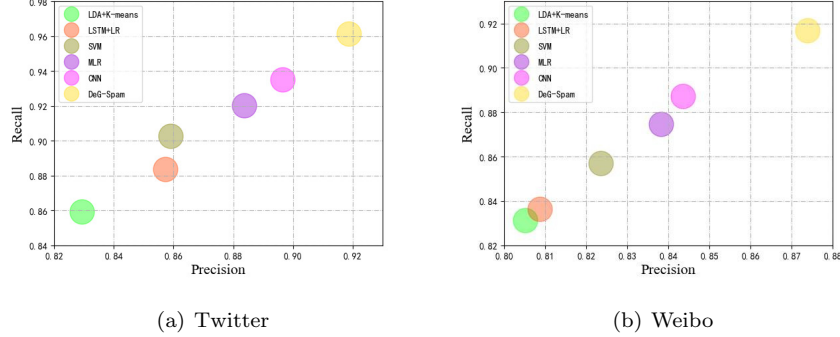 0.98
0.96
0.94
0.92
0.90
0.88
0.86
0.84
Recall
LDA+K-means
LSTM+LR
SVM
MLR
CNN
DeG-Spam
0.82 0.84 0.86 0.88 0.90 0.92
Precision
(a) Twitter
0.92
0.90
0.88
0.86
0.84
0.82
Recall
LDA+K-means
LSTM+LR
SVM
MLR
CNN
DeG-Spam
0.80 0.81 0.82 0.83 0.84 0.85 0.86 0.87 0.88
Precision
(b) Weibo